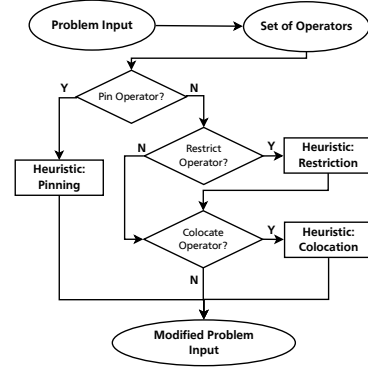 Problem Input
Set of Operators
Y
N
Pin Operator?
N
Restrict
Operator?
Y
Heuristic:
Restriction
Heuristic:
Pinning
Colocate
Operator?
Y
Heuristic:
Colocation
N
Modified Problem
Input